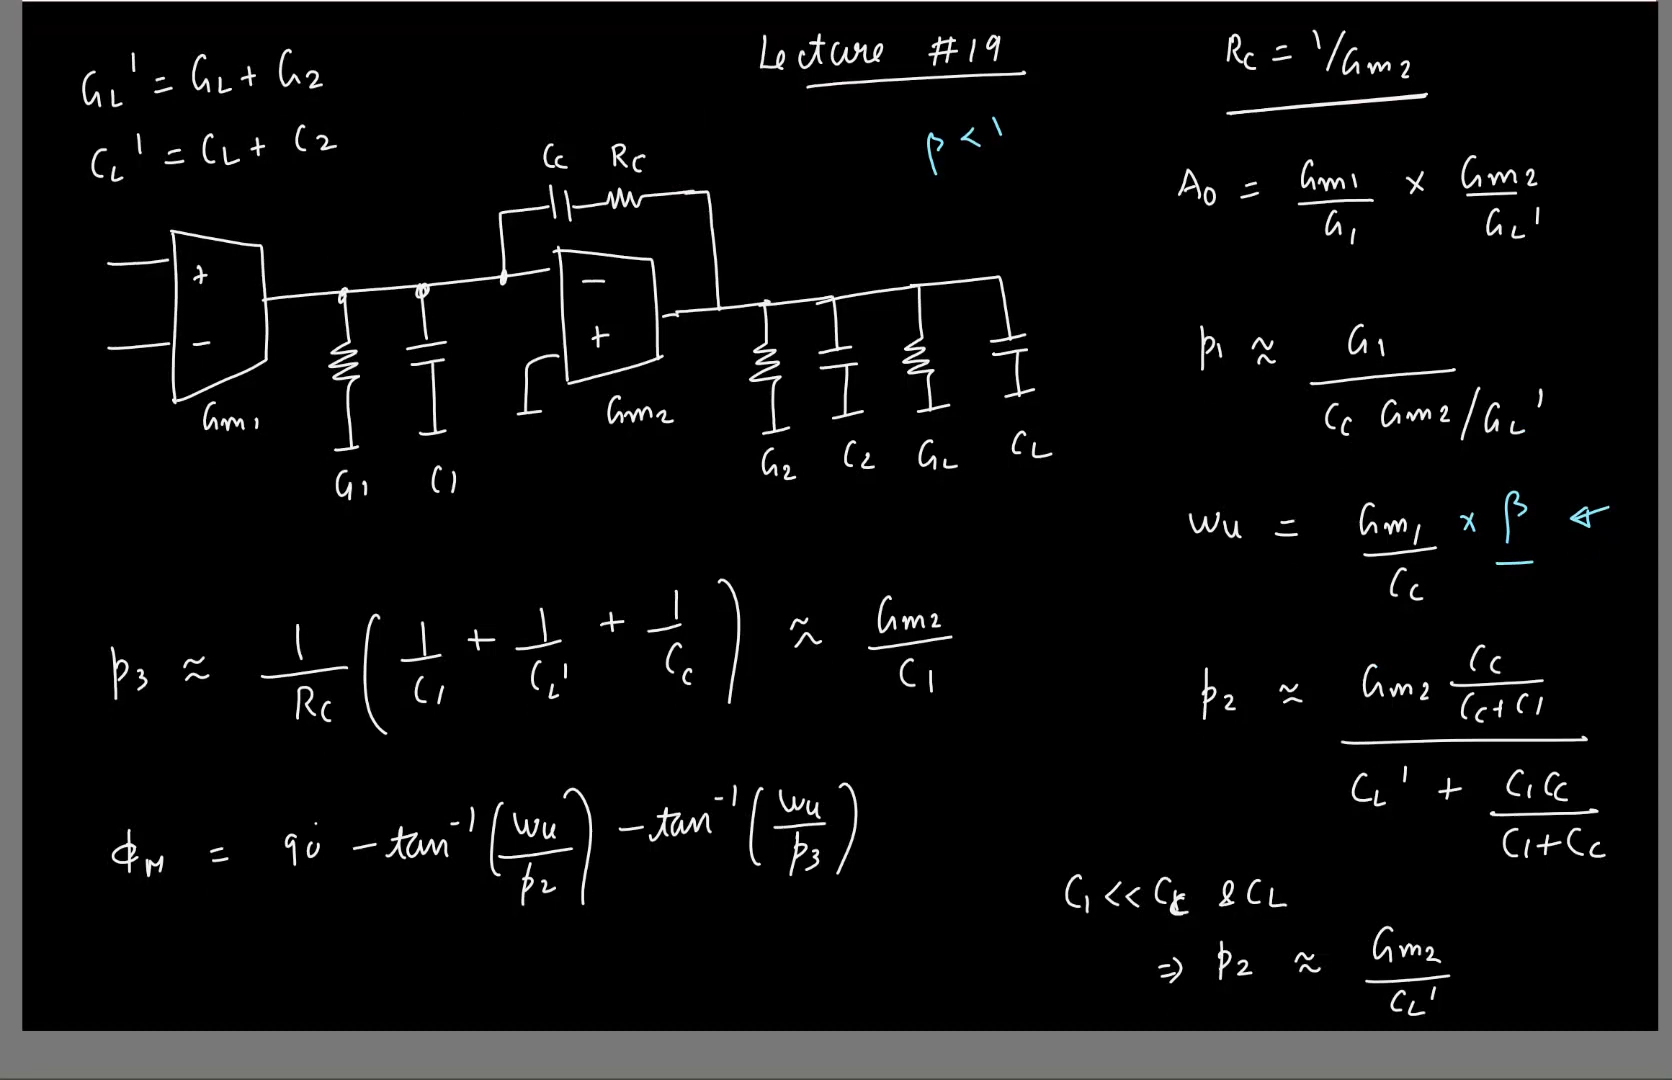 Lecture #19
GL' = GL + G2
CL' = CL + C2
β < 1
Rc = 1/Gm2
A0 = Gm1/G1 × Gm2/GL'
Cc Rc
+
-
Gm1
-
+
Gm2
G1 C1
G2 C2 GL CL
p1 ≈ G1/(Cc Gm2/GL')
wu = Gm1/Cc × β ←
p3 ≈ 1/Rc (1/C1 + 1/CL' + 1/Cc) ≈ Gm2/C1
p2 ≈ (Gm2 Cc/(Cc+C1))/(CL' + C1Cc/(C1+Cc))
ΦM = 90° - tan⁻¹(wu/p2) - tan⁻¹(wu/p3)
C1 << Cc & CL
⇒ p2 ≈ Gm2/CL'